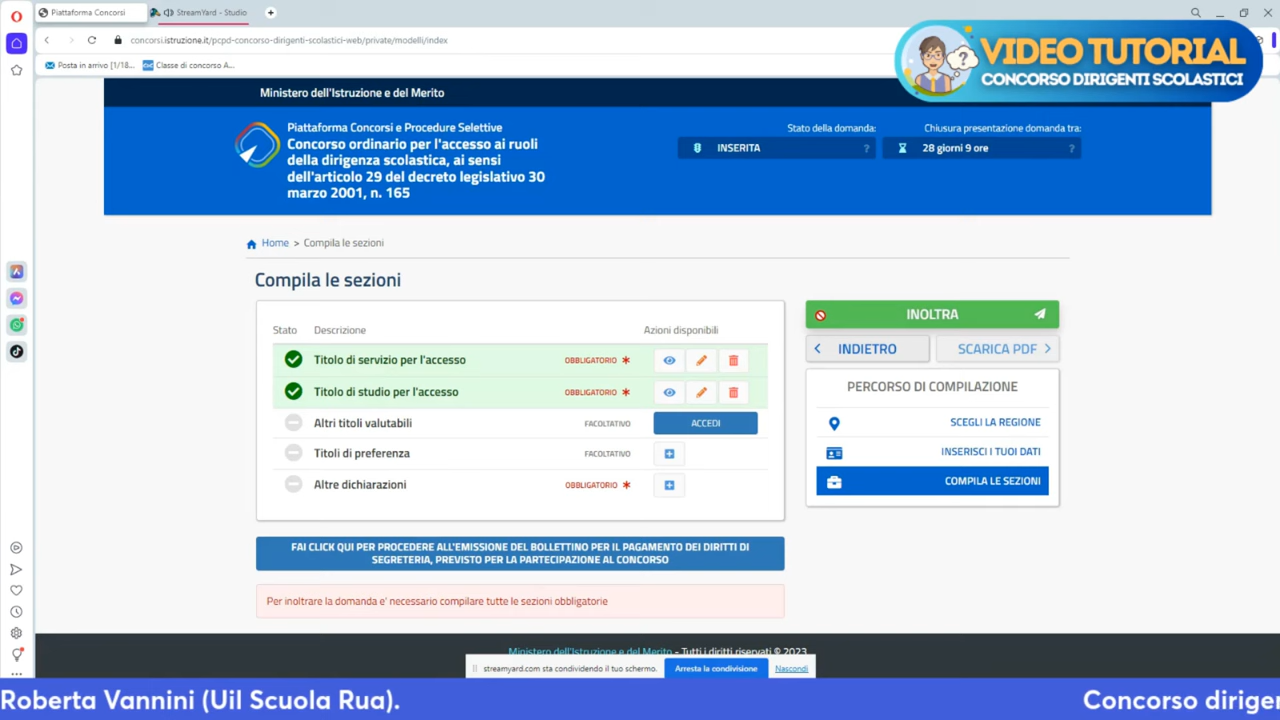 Piattaforma Concorsi
StreamYard - Studio
concorsi.istruzione.it/pcpd-concorso-dirigenti-scolastici-web/private/modelli/index
Posta in arrivo [1/18...
Classe di concorso A...
VIDEO TUTORIAL
CONCORSO DIRIGENTI SCOLASTICI
Ministero dell'Istruzione e del Merito
Piattaforma Concorsi e Procedure Selettive
Concorso ordinario per l'accesso ai ruoli
della dirigenza scolastica, ai sensi
dell'articolo 29 del decreto legislativo 30
marzo 2001, n. 165
Stato della domanda:
INSERITA ?
Chiusura presentazione domanda tra:
28 giorni 9 ore ?
Home > Compila le sezioni
Compila le sezioni
Stato Descrizione Azioni disponibili
Titolo di servizio per l'accesso OBBLIGATORIO *
Titolo di studio per l'accesso OBBLIGATORIO *
Altri titoli valutabili FACOLTATIVO ACCEDI
Titoli di preferenza FACOLTATIVO
Altre dichiarazioni OBBLIGATORIO *
INOLTRA
INDIETRO
SCARICA PDF
PERCORSO DI COMPILAZIONE
SCEGLI LA REGIONE
INSERISCI I TUOI DATI
COMPILA LE SEZIONI
FAI CLICK QUI PER PROCEDERE ALL'EMISSIONE DEL BOLLETTINO PER IL PAGAMENTO DEI DIRITTI DI
SEGRETERIA, PREVISTO PER LA PARTECIPAZIONE AL CONCORSO
Per inoltrare la domanda e' necessario compilare tutte le sezioni obbligatorie
Ministero dell'Istruzione e del Merito - Tutti i diritti riservati © 2023
streamyard.com sta condividendo il tuo schermo.
Arresta la condivisione
Nascondi
Roberta Vannini (Uil Scuola Rua).
Concorso diriger